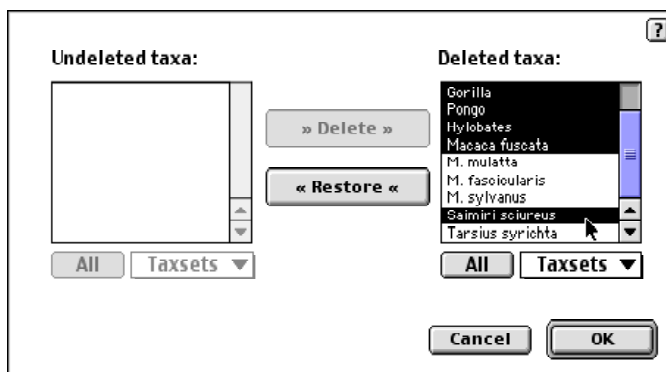 ?
Undeleted taxa:
Deleted taxa:
Gorilla
Pongo
Hylobates
Macaca fuscata
M. mulatta
M. fascicularis
M. sylvanus
Saimiri sciureus
Tarsius syrichta
» Delete »
« Restore «
All
Taxsets
All
Taxsets
Cancel
OK